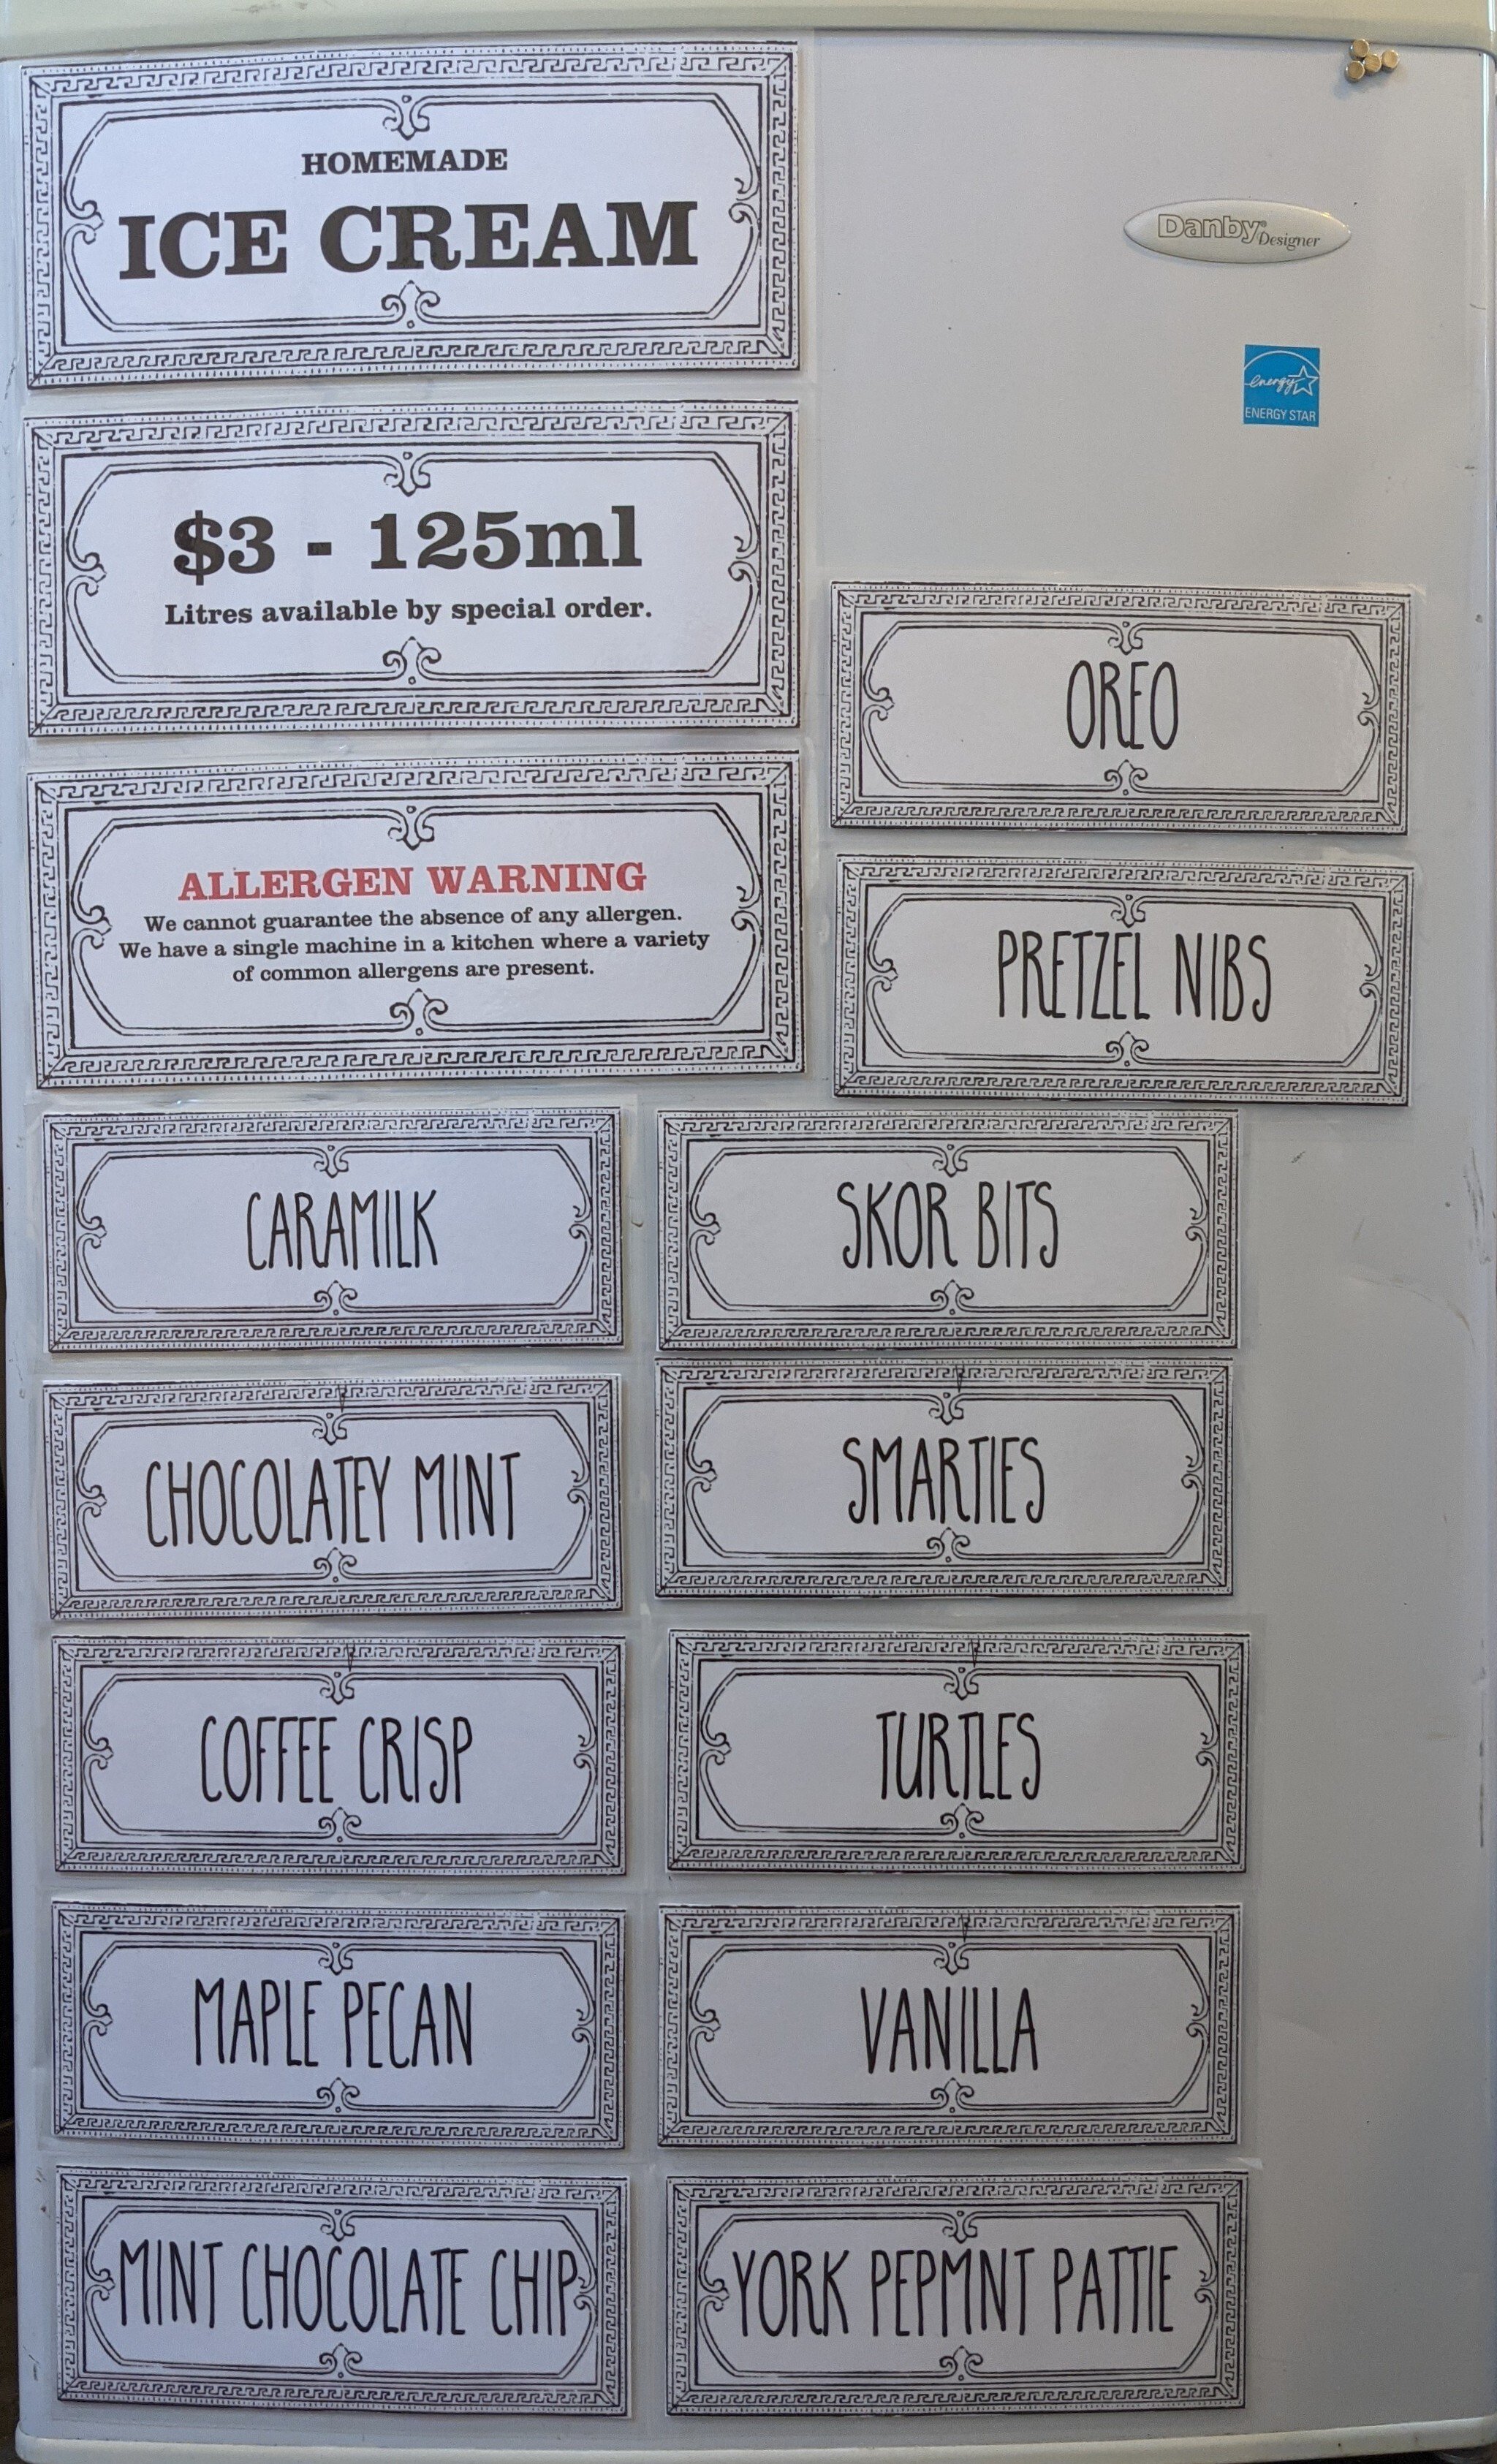 HOMEMADE
ICE CREAM
Danby® Designer
energy
ENERGY STAR
$3 - 125ml
Litres available by special order.
OREO
ALLERGEN WARNING
We cannot guarantee the absence of any allergen.
We have a single machine in a kitchen where a variety
of common allergens are present.
PRETZEL NIBS
CARAMILK
SKOR BITS
CHOCOLATEY MINT
SMARTIES
COFFEE CRISP
TURTLES
MAPLE PECAN
VANILLA
MINT CHOCOLATE CHIP
YORK PEPMNT PATTIE